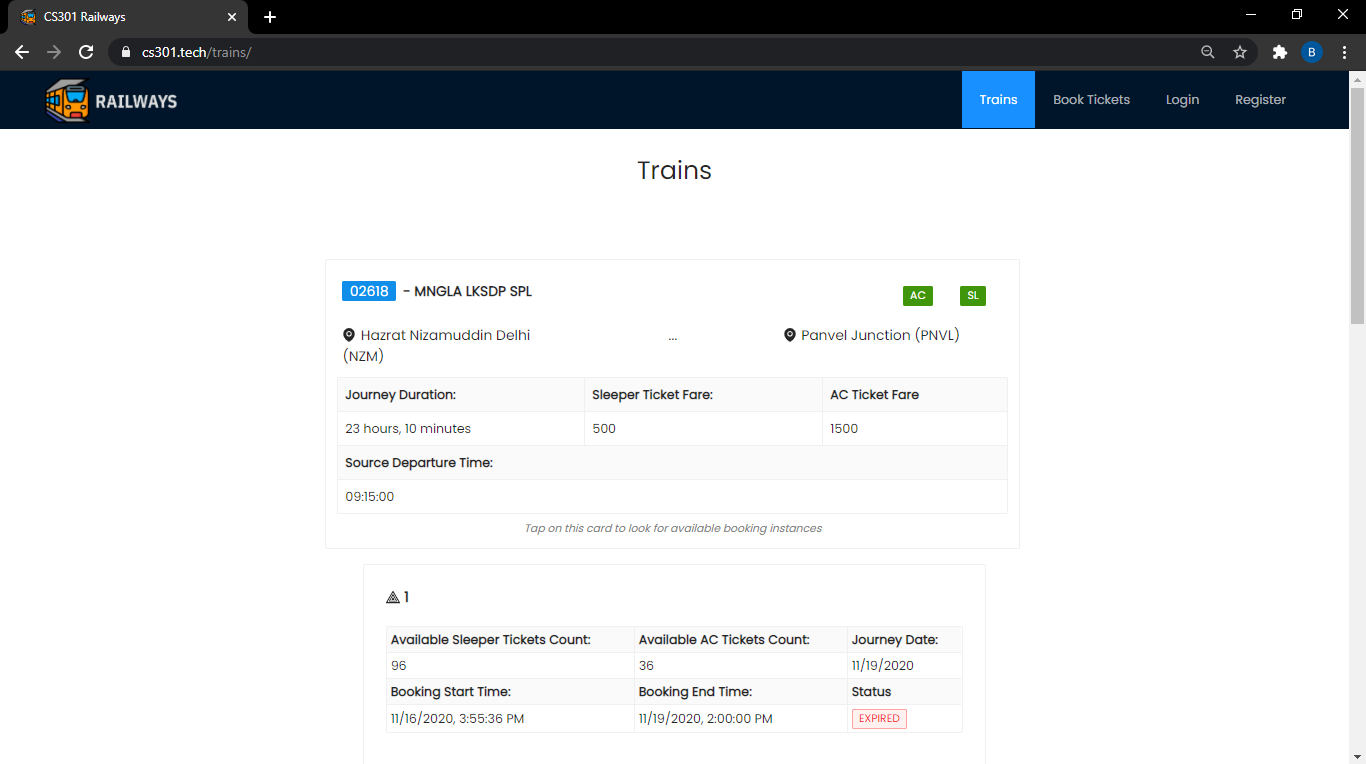 CS301 Railways
cs301.tech/trains/
B
RAILWAYS
Trains Book Tickets Login Register
Trains
02618 - MNGLA LKSDP SPL AC SL
Hazrat Nizamuddin Delhi (NZM) ... Panvel Junction (PNVL)
Journey Duration: Sleeper Ticket Fare: AC Ticket Fare
23 hours, 10 minutes 500 1500
Source Departure Time:
09:15:00
Tap on this card to look for available booking instances
1
Available Sleeper Tickets Count: Available AC Tickets Count: Journey Date:
96 36 11/19/2020
Booking Start Time: Booking End Time: Status
11/16/2020, 3:55:36 PM 11/19/2020, 2:00:00 PM EXPIRED